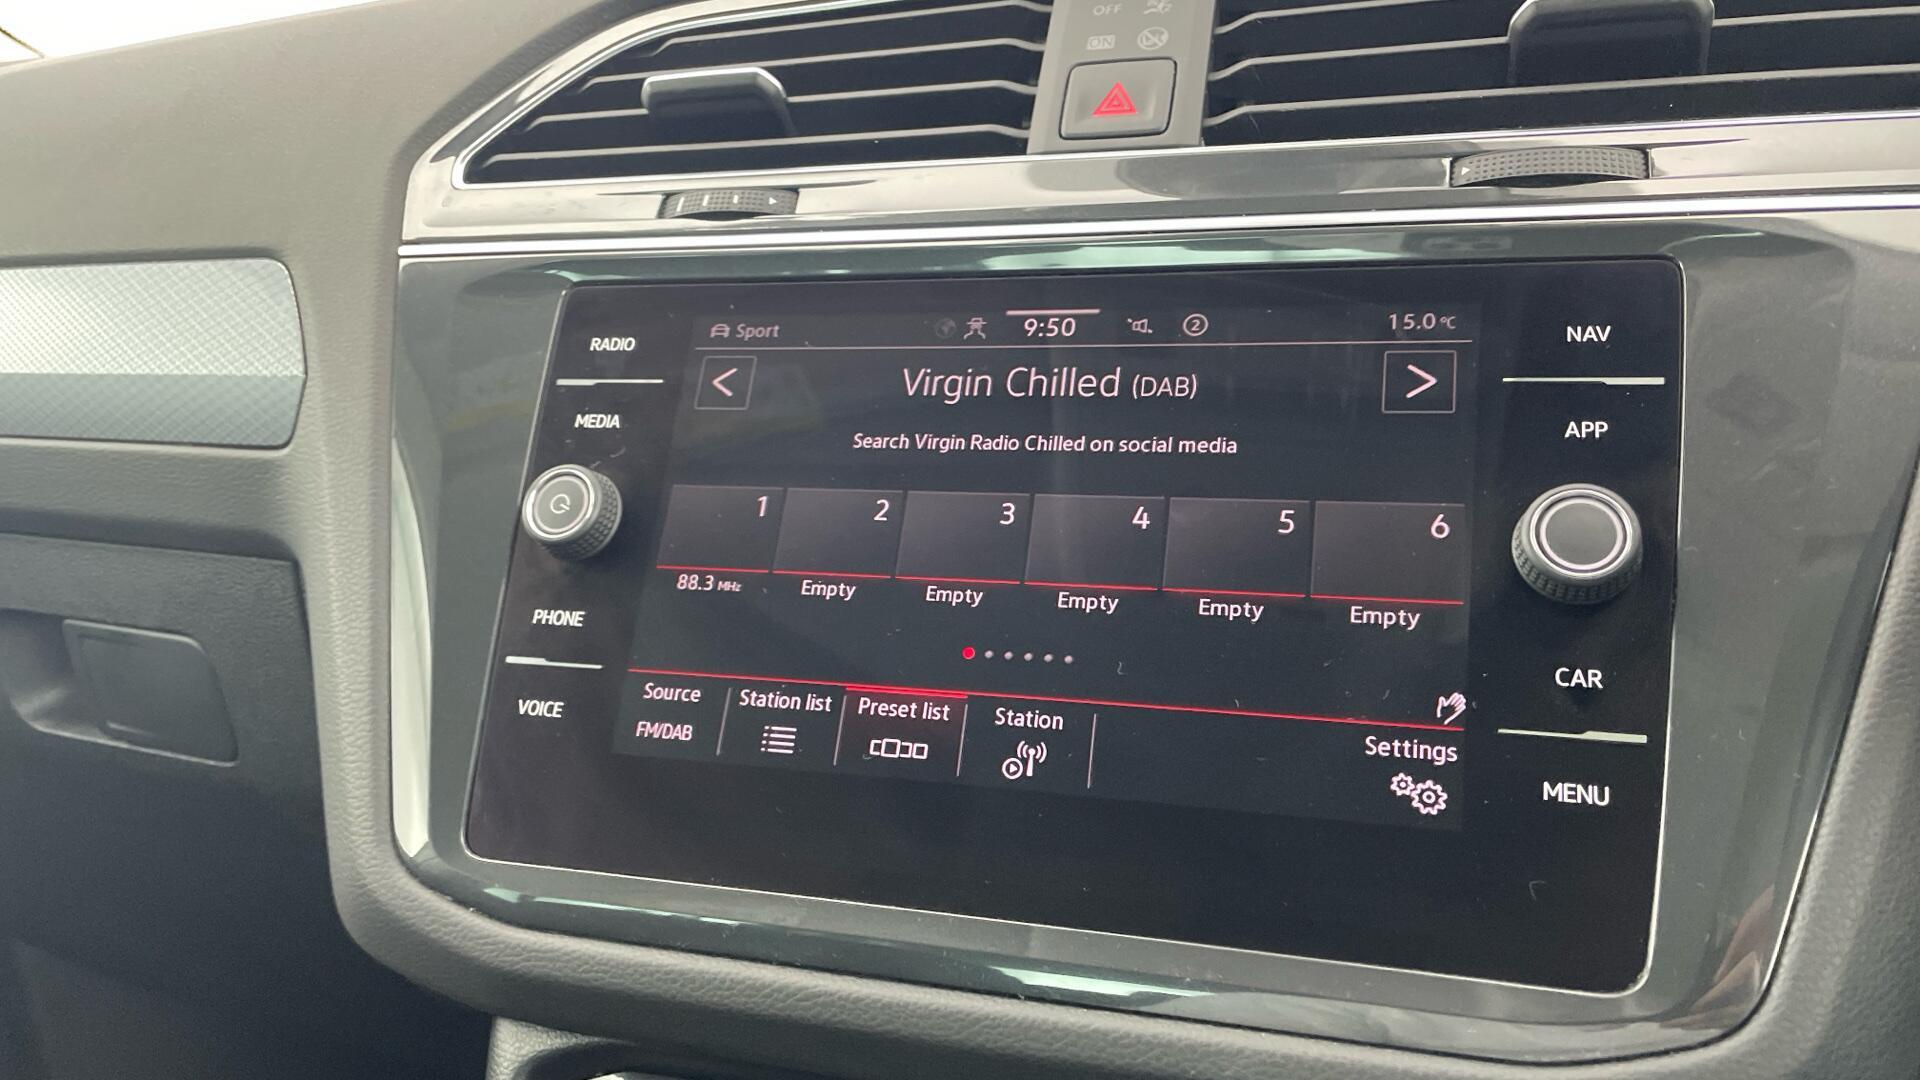 OFF
ON
RADIO
MEDIA
PHONE
VOICE
Sport
9:50
2
15.0 °C
Virgin Chilled (DAB)
Search Virgin Radio Chilled on social media
1 2 3 4 5 6
88.3 MHz Empty Empty Empty Empty Empty
Source Station list Preset list Station Settings
FM/DAB
NAV
APP
CAR
MENU